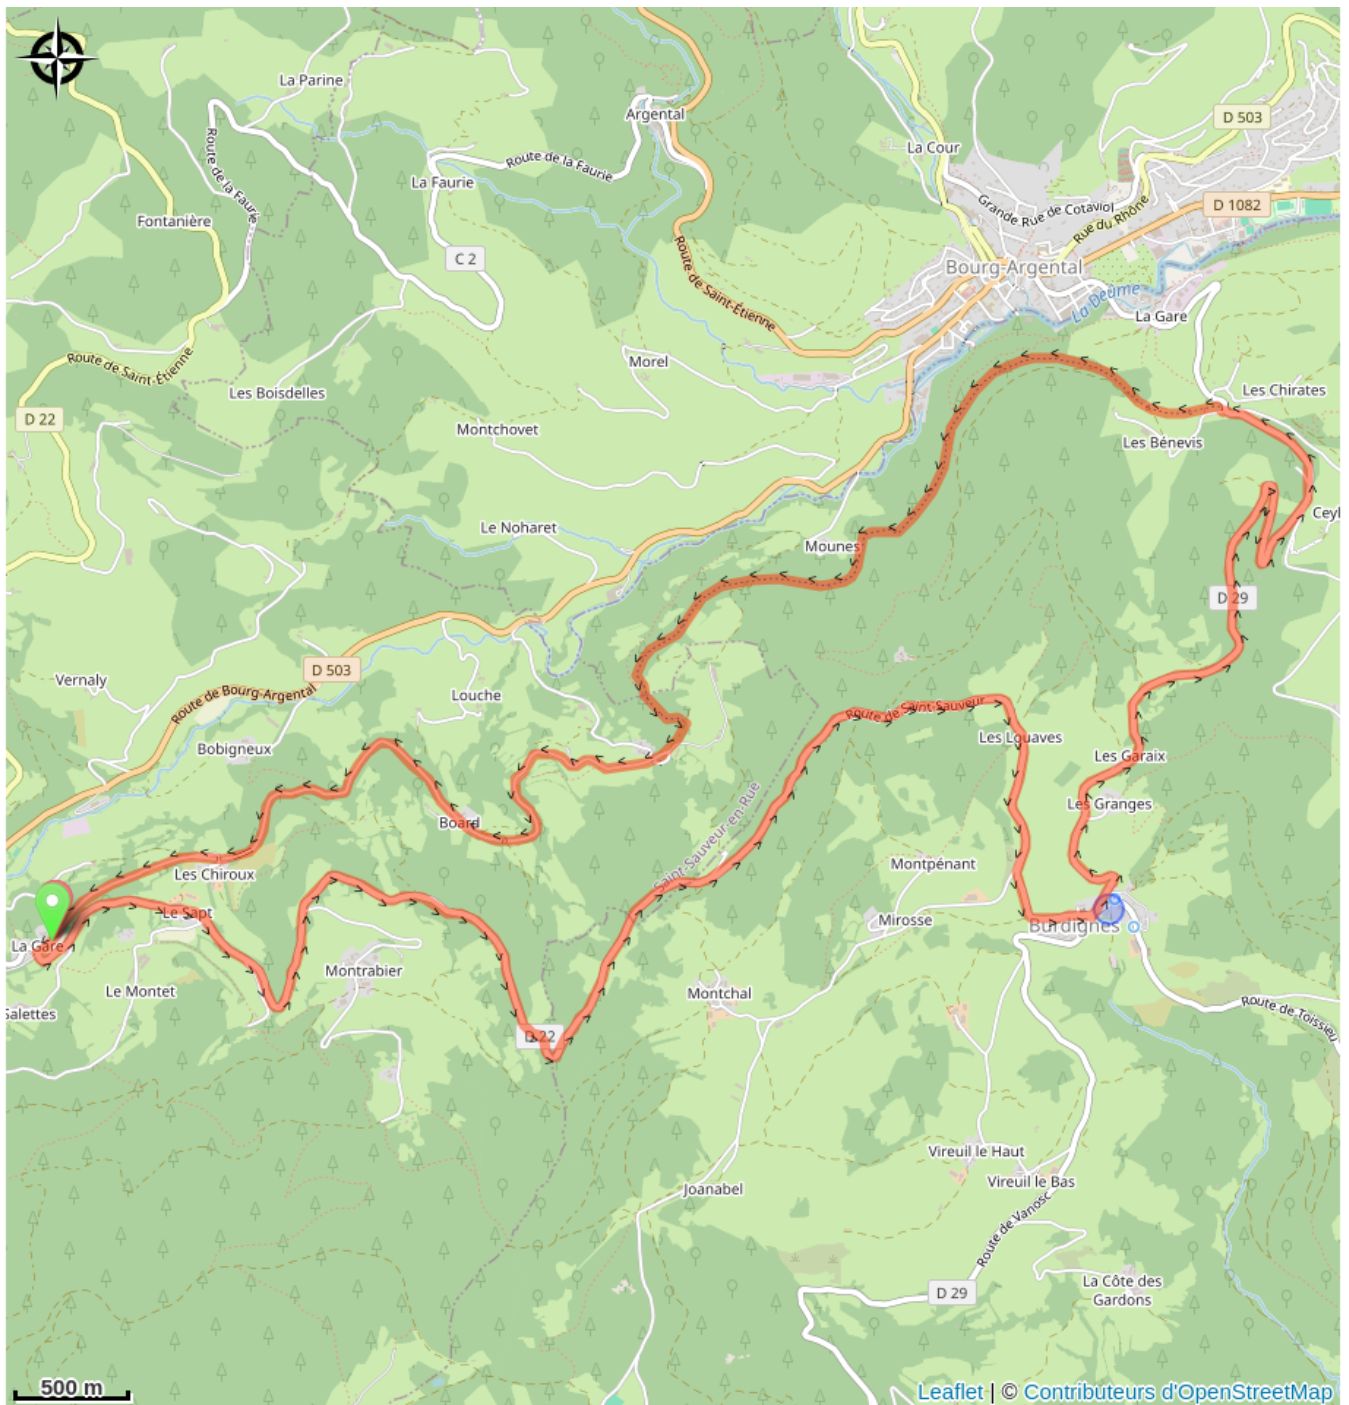 La Parine
Argental
D 503
La Cour
Route de la Faurie
Route de la Faurie
La Faurie
Grande Rue de Cotaviol
D 1082
Fontanière
Rue du Rhône
C 2
Bourg-Argental
Route de Saint-Étienne
La Deûme
La Gare
Route de Saint-Étienne
Morel
Les Boisdelles
Les Chirates
D 22
Montchovet
Les Bénevis
Ceyl
Le Noharet
Mounes
D 29
D 503
Vernaly
Route de Bourg-Argental
Louche
Route de Saint-Sauveur
Bobigneux
Les Louaves
Les Garaix
Les Granges
Board
Saint-Sauveur-en-Rue
Les Chiroux
Montpénant
Le Sapt
Mirosse
Burdignes
La Gare
Montrabier
Le Montet
Montchal
Route de Toissieu
Salettes
D 22
Vireuil le Haut
Vireuil le Bas
Joanabel
Route de Vanosc
La Côte des
Gardons
D 29
500 m
Leaflet | © Contributeurs d'OpenStreetMap